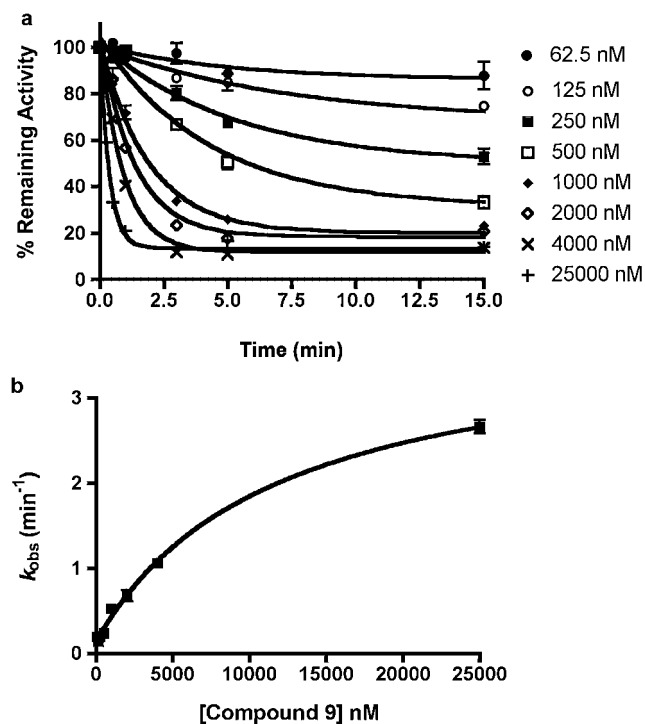 a
% Remaining Activity
100
80
60
40
20
0
0.0 2.5 5.0 7.5 10.0 12.5 15.0
Time (min)
62.5 nM
125 nM
250 nM
500 nM
1000 nM
2000 nM
4000 nM
25000 nM
b
kobs (min-1)
3
2
1
0
0 5000 10000 15000 20000 25000
[Compound 9] nM